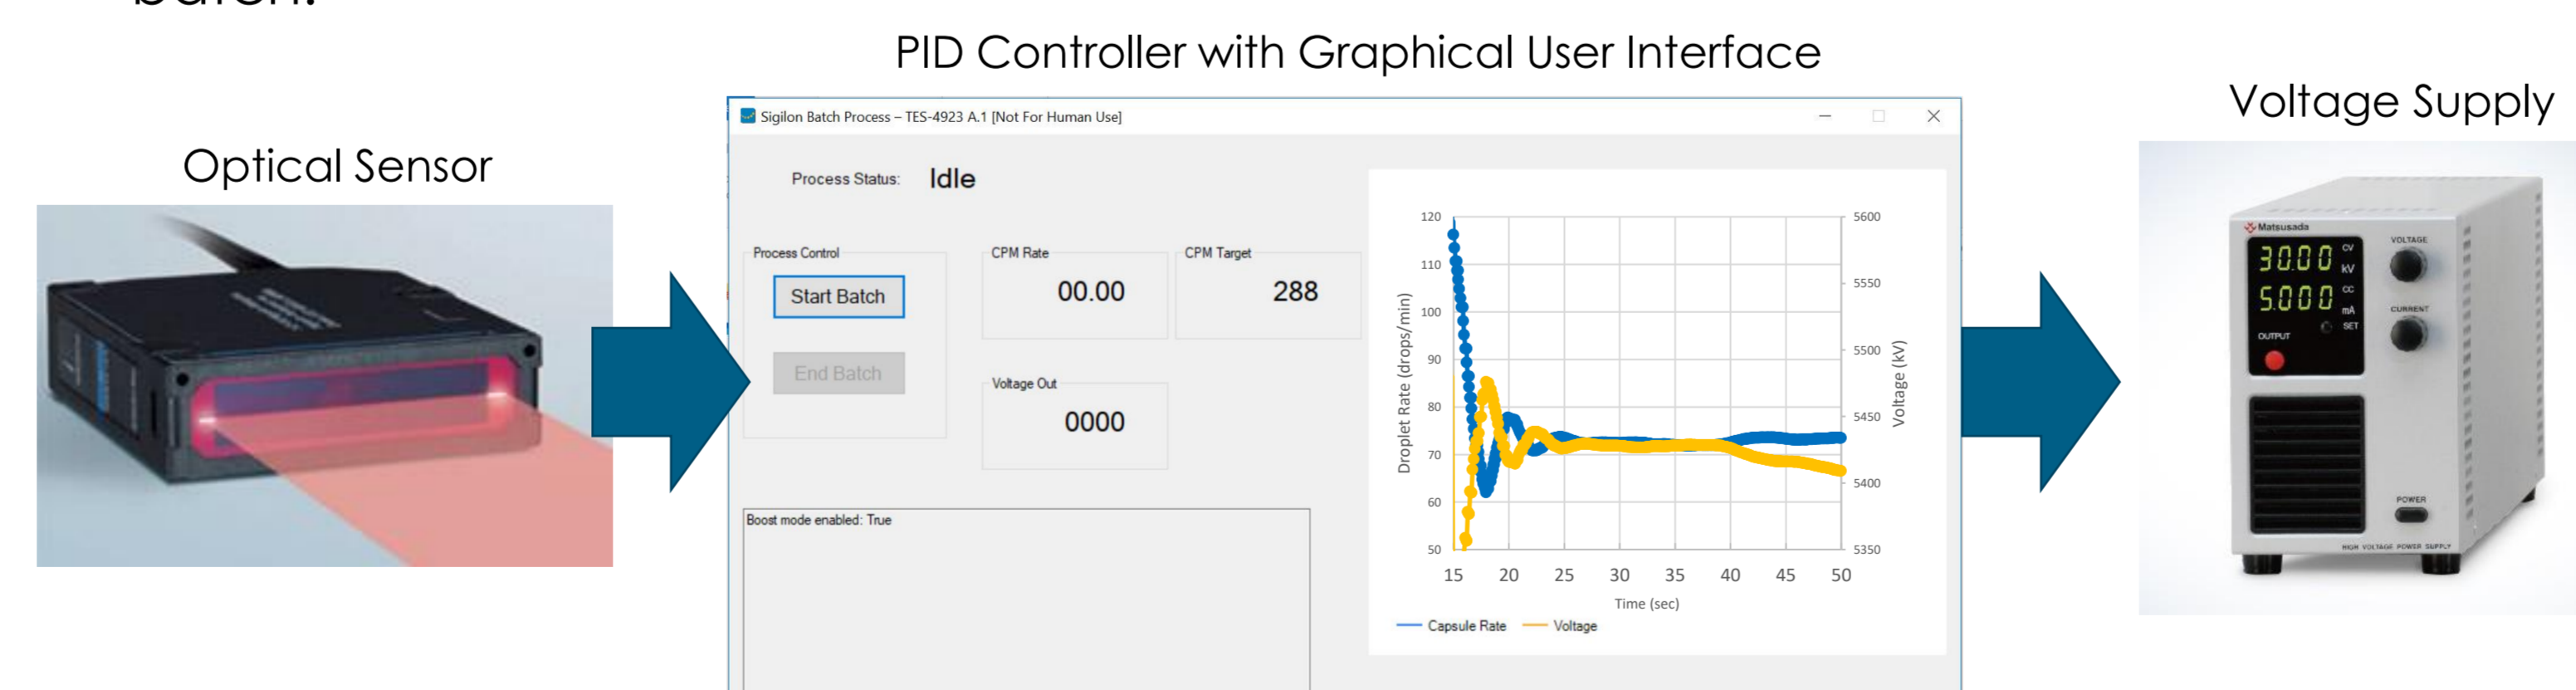 PID Controller with Graphical User Interface
Voltage Supply
Optical Sensor
Sigilon Batch Process – TES-4923 A.1 [Not For Human Use]
Process Status: Idle
Process Control
Start Batch
End Batch
CPM Rate
00.00
CPM Target
288
Voltage Out
0000
Boost mode enabled: True
Droplet Rate (drops/min)
120
110
100
90
80
70
60
50
5600
5550
5500
5450
5400
5350
Voltage (kV)
15 20 25 30 35 40 45 50
Time (sec)
Capsule Rate Voltage
Matsusada
VOLTAGE
30.00 CV kV
5.000 CC mA
CURRENT
SET
OUTPUT
POWER
HIGH VOLTAGE POWER SUPPLY